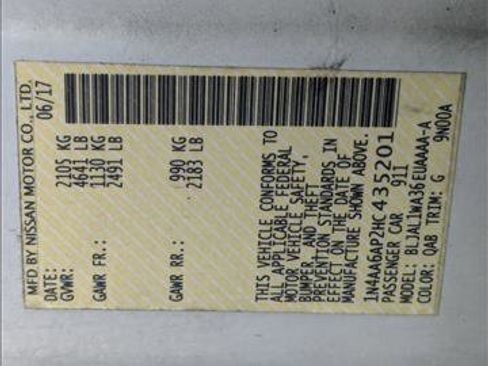 MFD BY NISSAN MOTOR CO., LTD.
DATE: 06/17
GVWR: 2105 KG
4641 LB
GAWR FR.: 1130 KG
2491 LB
GAWR RR.: 990 KG
2183 LB
THIS VEHICLE CONFORMS TO
ALL APPLICABLE FEDERAL
MOTOR VEHICLE SAFETY,
BUMPER, AND THEFT
PREVENTION STANDARDS IN
EFFECT ON THE DATE OF
MANUFACTURE SHOWN ABOVE.
1N4AA6AP2HC435201
PASSENGER CAR 911
MODEL: BLJAL1WA36EUAAAA-A
COLOR: QAB TRIM: G 9N00A